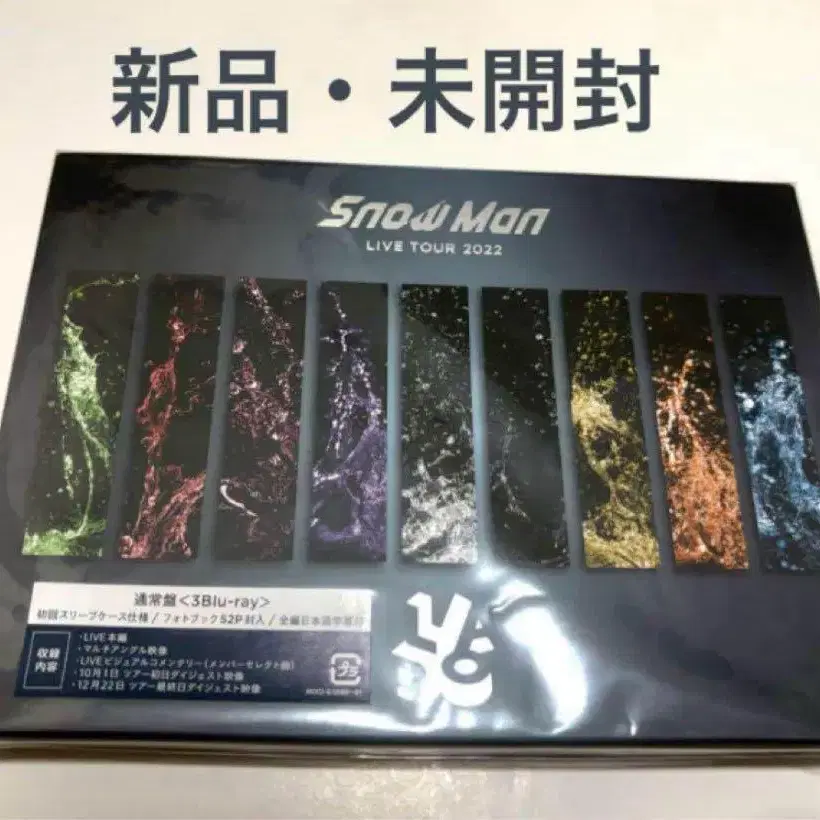 新品・未開封
Snow Man
LIVE TOUR 2022
通常盤<3Blu-ray>
初回スリーブケース仕様 / フォトブック52P封入 / 全編日本語字幕
収録内容
・LIVE本編
・マルチアングル映像
・LIVEビジュアルコメンタリー(メンバーセレクト曲)
・10月1日 ツアー初日ダイジェスト映像
・12月22日 ツアー最終日ダイジェスト映像
プラ